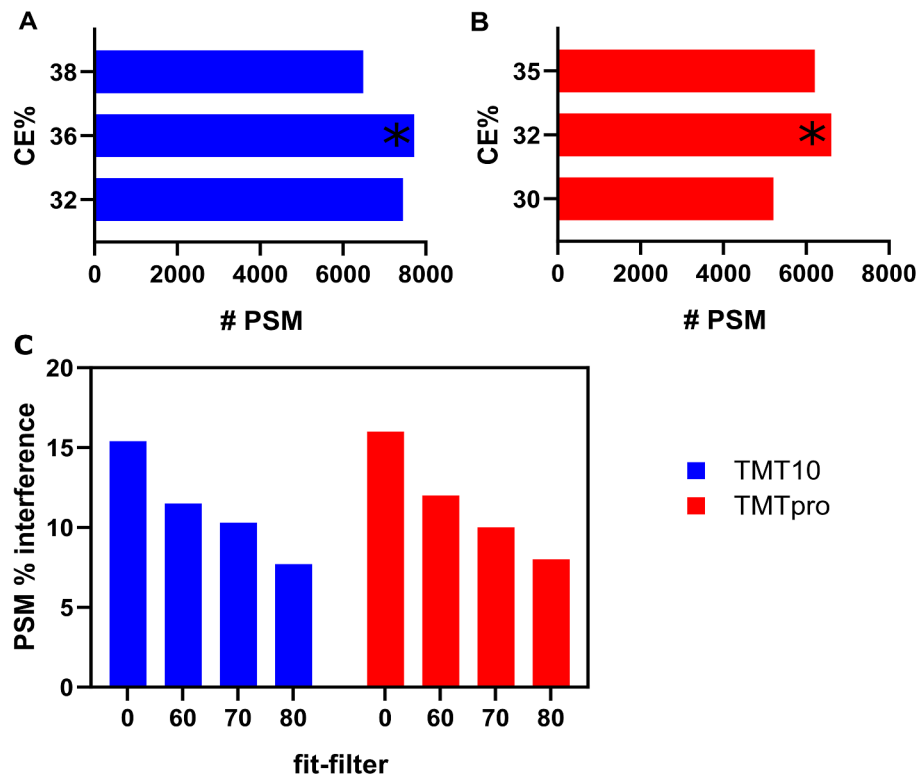 A
CE%
38
36
*
32
0 2000 4000 6000 8000
# PSM
B
CE%
35
32
*
30
0 2000 4000 6000 8000
# PSM
C
PSM % interference
20
15
10
5
0
0 60 70 80 0 60 70 80
fit-filter
TMT10
TMTpro